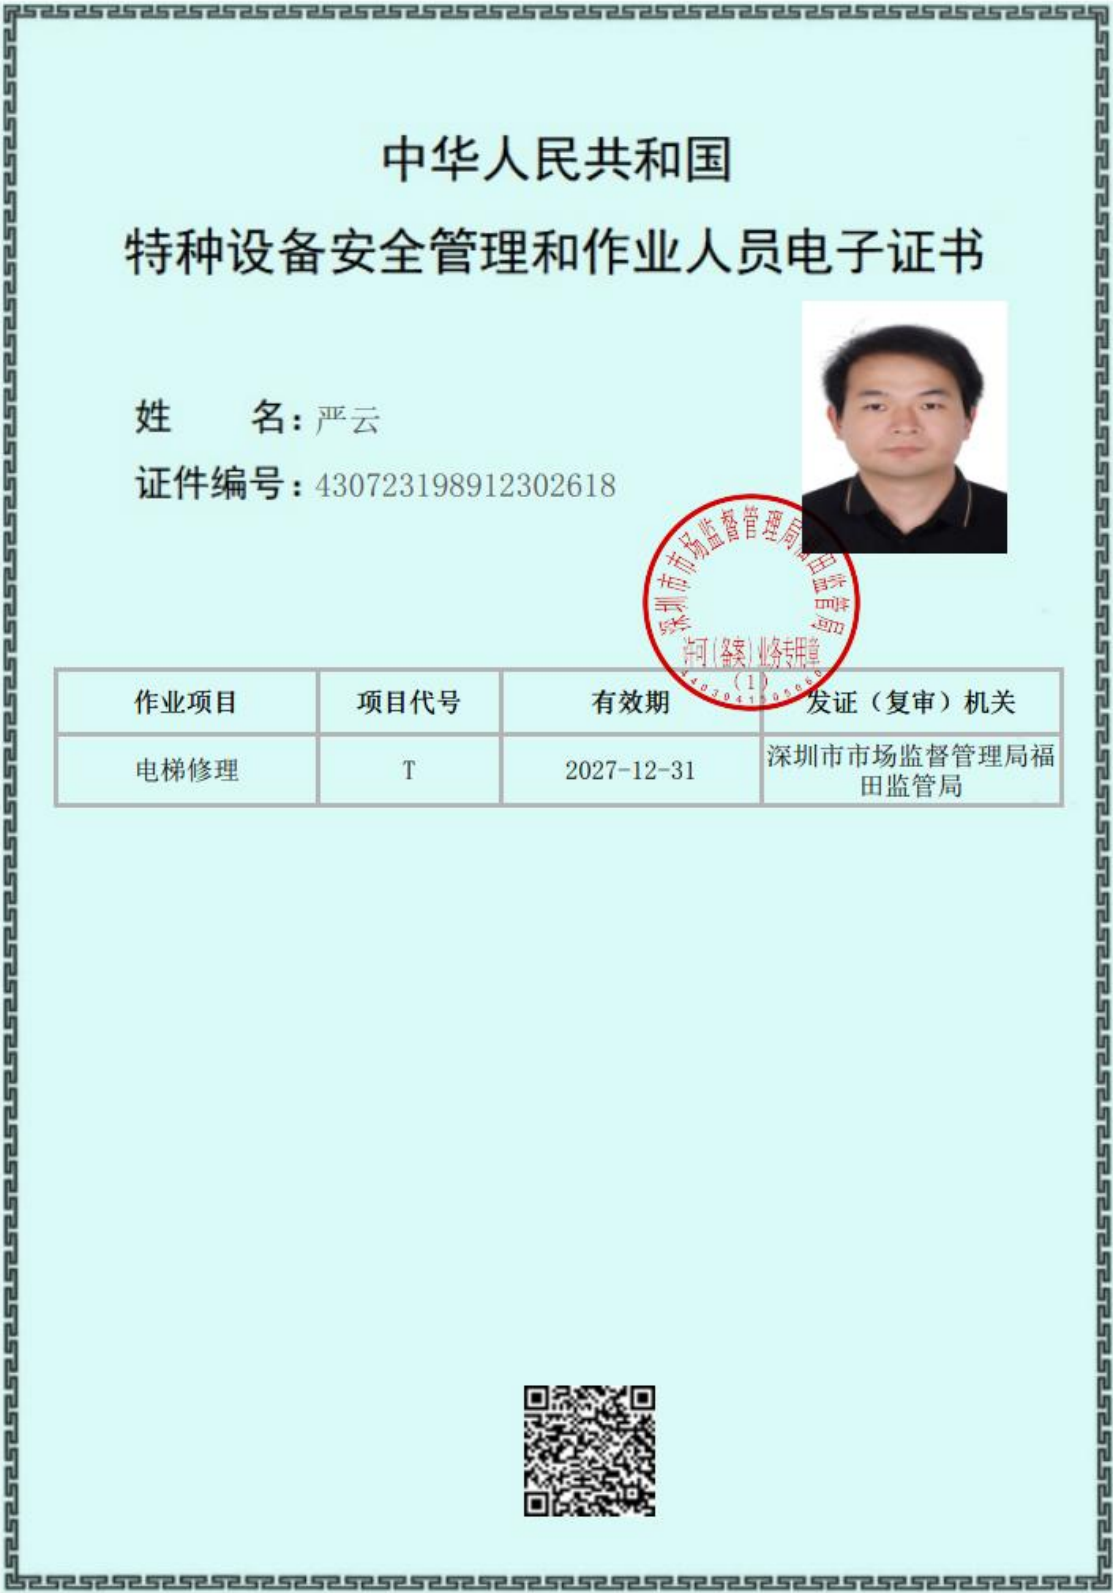 中华人民共和国
特种设备安全管理和作业人员电子证书
姓 名：严云
证件编号：430723198912302618
深圳市市场监督管理局福田监管局
许可（备案）业务专用章
（1）
作业项目 项目代号 有效期 发证（复审）机关
电梯修理 T 2027-12-31 深圳市市场监督管理局福
田监管局